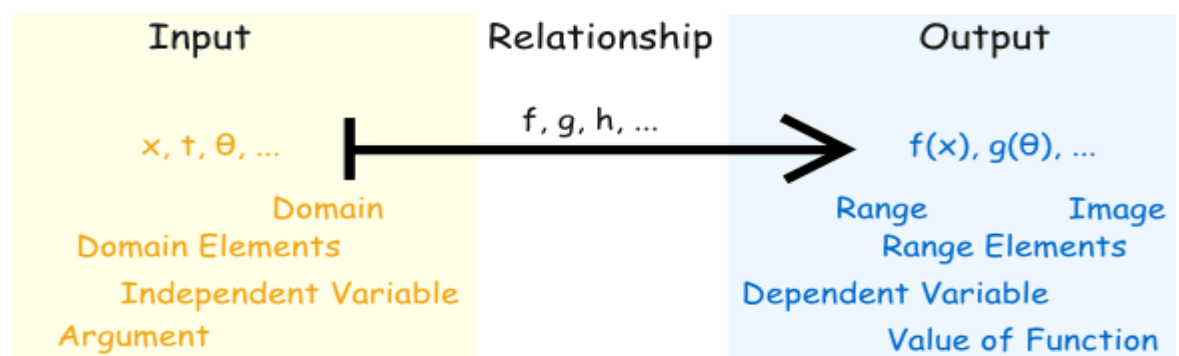 Input Relationship Output
f, g, h, ...
x, t, θ, ... f(x), g(θ), ...
Domain Range Image
Domain Elements Range Elements
Independent Variable Dependent Variable
Argument Value of Function